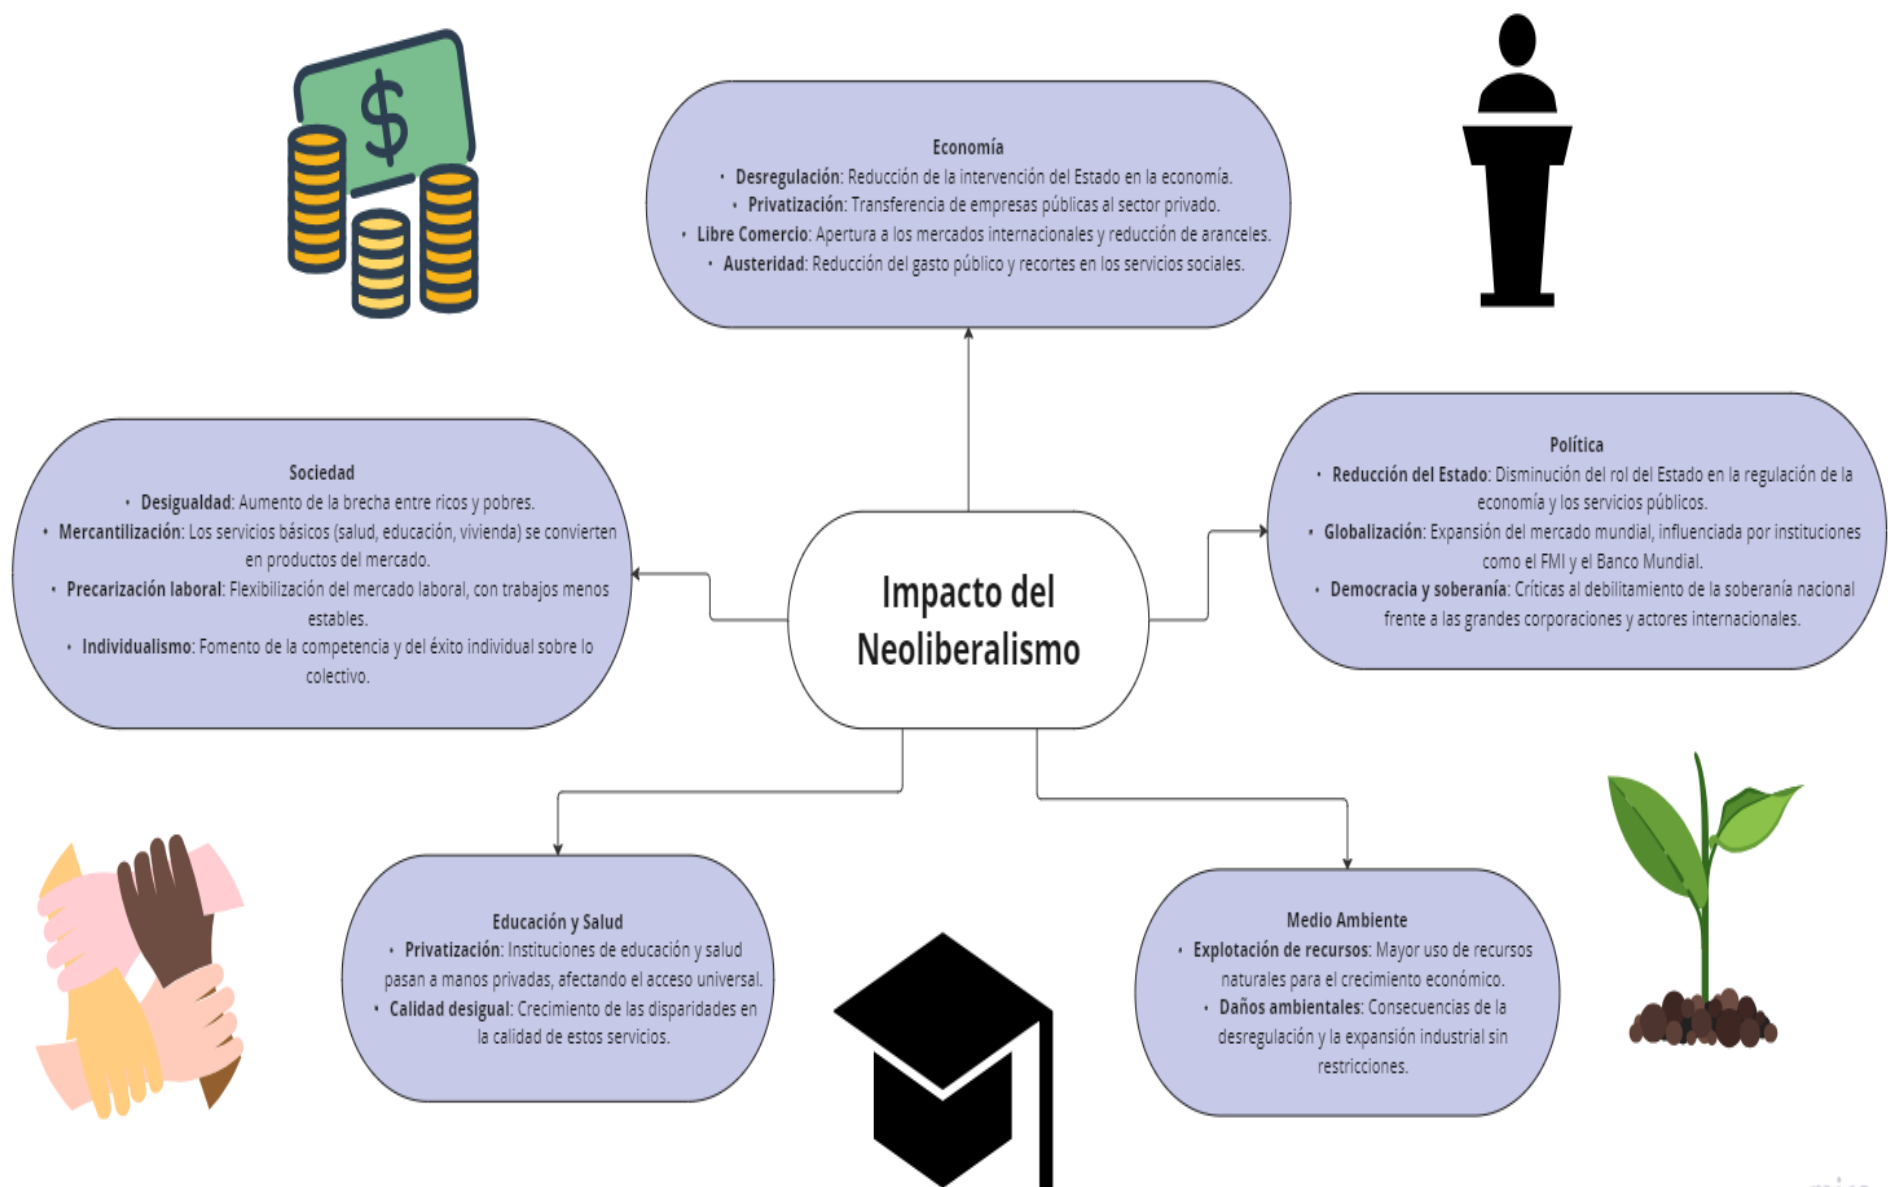 Economía
• Desregulación: Reducción de la intervención del Estado en la economía.
• Privatización: Transferencia de empresas públicas al sector privado.
• Libre Comercio: Apertura a los mercados internacionales y reducción de aranceles.
• Austeridad: Reducción del gasto público y recortes en los servicios sociales.
Política
• Reducción del Estado: Disminución del rol del Estado en la regulación de la
economía y los servicios públicos.
• Globalización: Expansión del mercado mundial, influenciada por instituciones
como el FMI y el Banco Mundial.
• Democracia y soberanía: Críticas al debilitamiento de la soberanía nacional
frente a las grandes corporaciones y actores internacionales.
Sociedad
• Desigualdad: Aumento de la brecha entre ricos y pobres.
• Mercantilización: Los servicios básicos (salud, educación, vivienda) se convierten
en productos del mercado.
• Precarización laboral: Flexibilización del mercado laboral, con trabajos menos
estables.
• Individualismo: Fomento de la competencia y del éxito individual sobre lo
colectivo.
Impacto del
Neoliberalismo
Educación y Salud
• Privatización: Instituciones de educación y salud
pasan a manos privadas, afectando el acceso universal.
• Calidad desigual: Crecimiento de las disparidades en
la calidad de estos servicios.
Medio Ambiente
• Explotación de recursos: Mayor uso de recursos
naturales para el crecimiento económico.
• Daños ambientales: Consecuencias de la
desregulación y la expansión industrial sin
restricciones.